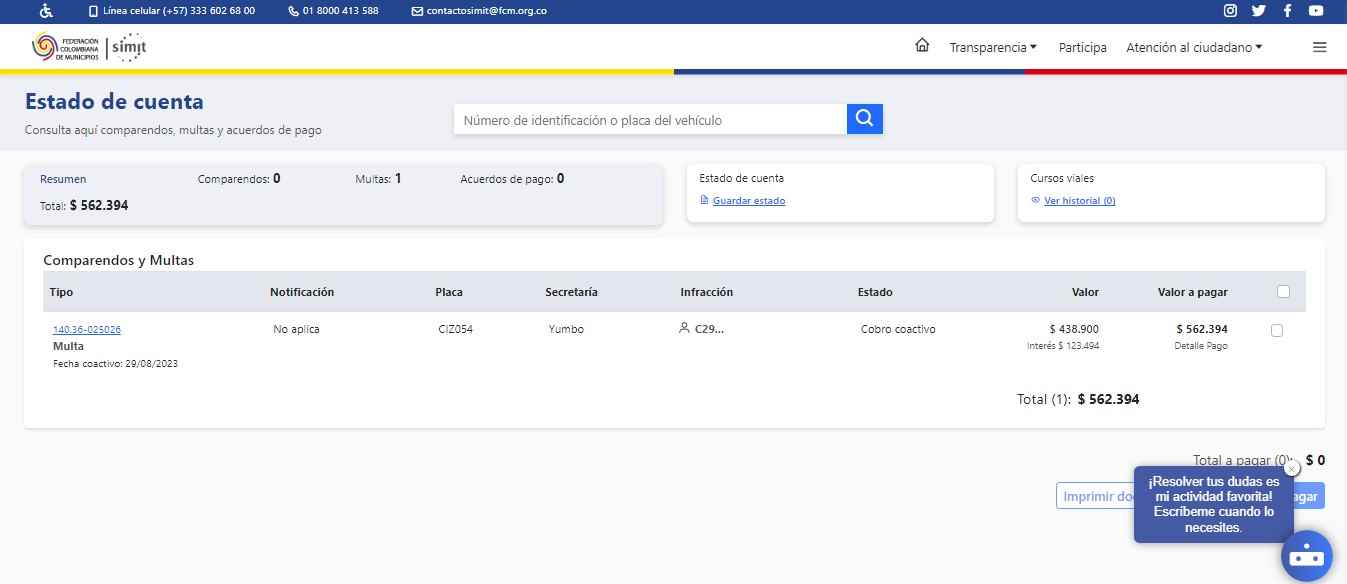 Línea celular (+57) 333 602 68 00 01 8000 413 588 contactosimit@fcm.org.co
FEDERACIÓN
COLOMBIANA
DE MUNICIPIOS
simit
Transparencia Participa Atención al ciudadano
Estado de cuenta
Consulta aquí comparendos, multas y acuerdos de pago
Número de identificación o placa del vehículo
Resumen Comparendos: 0 Multas: 1 Acuerdos de pago: 0
Total: $ 562.394
Estado de cuenta
Guardar estado
Cursos viales
Ver historial (0)
Comparendos y Multas
Tipo Notificación Placa Secretaría Infracción Estado Valor Valor a pagar
140.36-025026 No aplica CIZ054 Yumbo C29... Cobro coactivo $ 438.900 $ 562.394
Multa Interés $ 123.494 Detalle Pago
Fecha coactivo: 29/08/2023
Total (1): $ 562.394
Total a pagar (0): $ 0
Imprimir do
agar
¡Resolver tus dudas es
mi actividad favorita!
Escríbeme cuando lo
necesites.